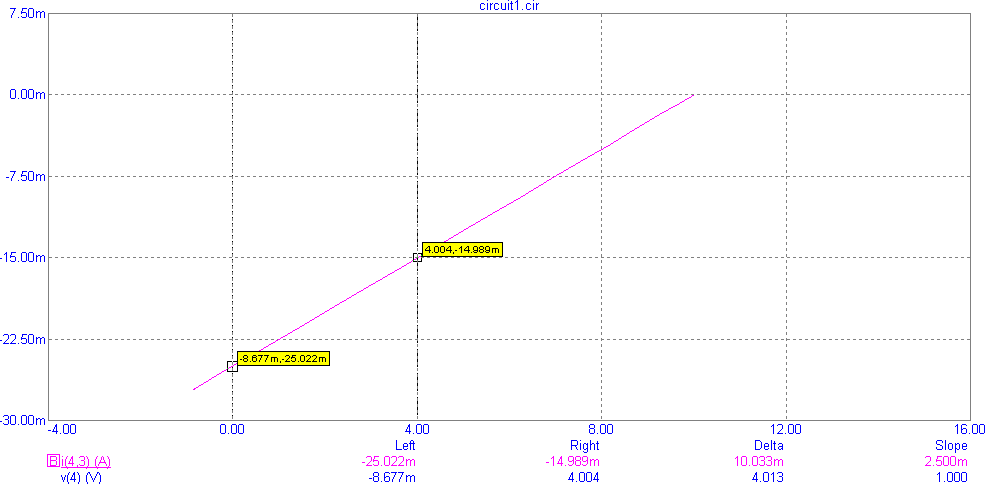 circuit1.cir
7.50m
0.00m
-7.50m
-15.00m
-22.50m
-30.00m
4.004,-14.989m
-8.677m,-25.022m
-4.00 0.00 4.00 8.00 12.00 16.00
Left Right Delta Slope
B i(4,3) (A) -25.022m -14.989m 10.033m 2.500m
v(4) (V) -8.677m 4.004 4.013 1.000